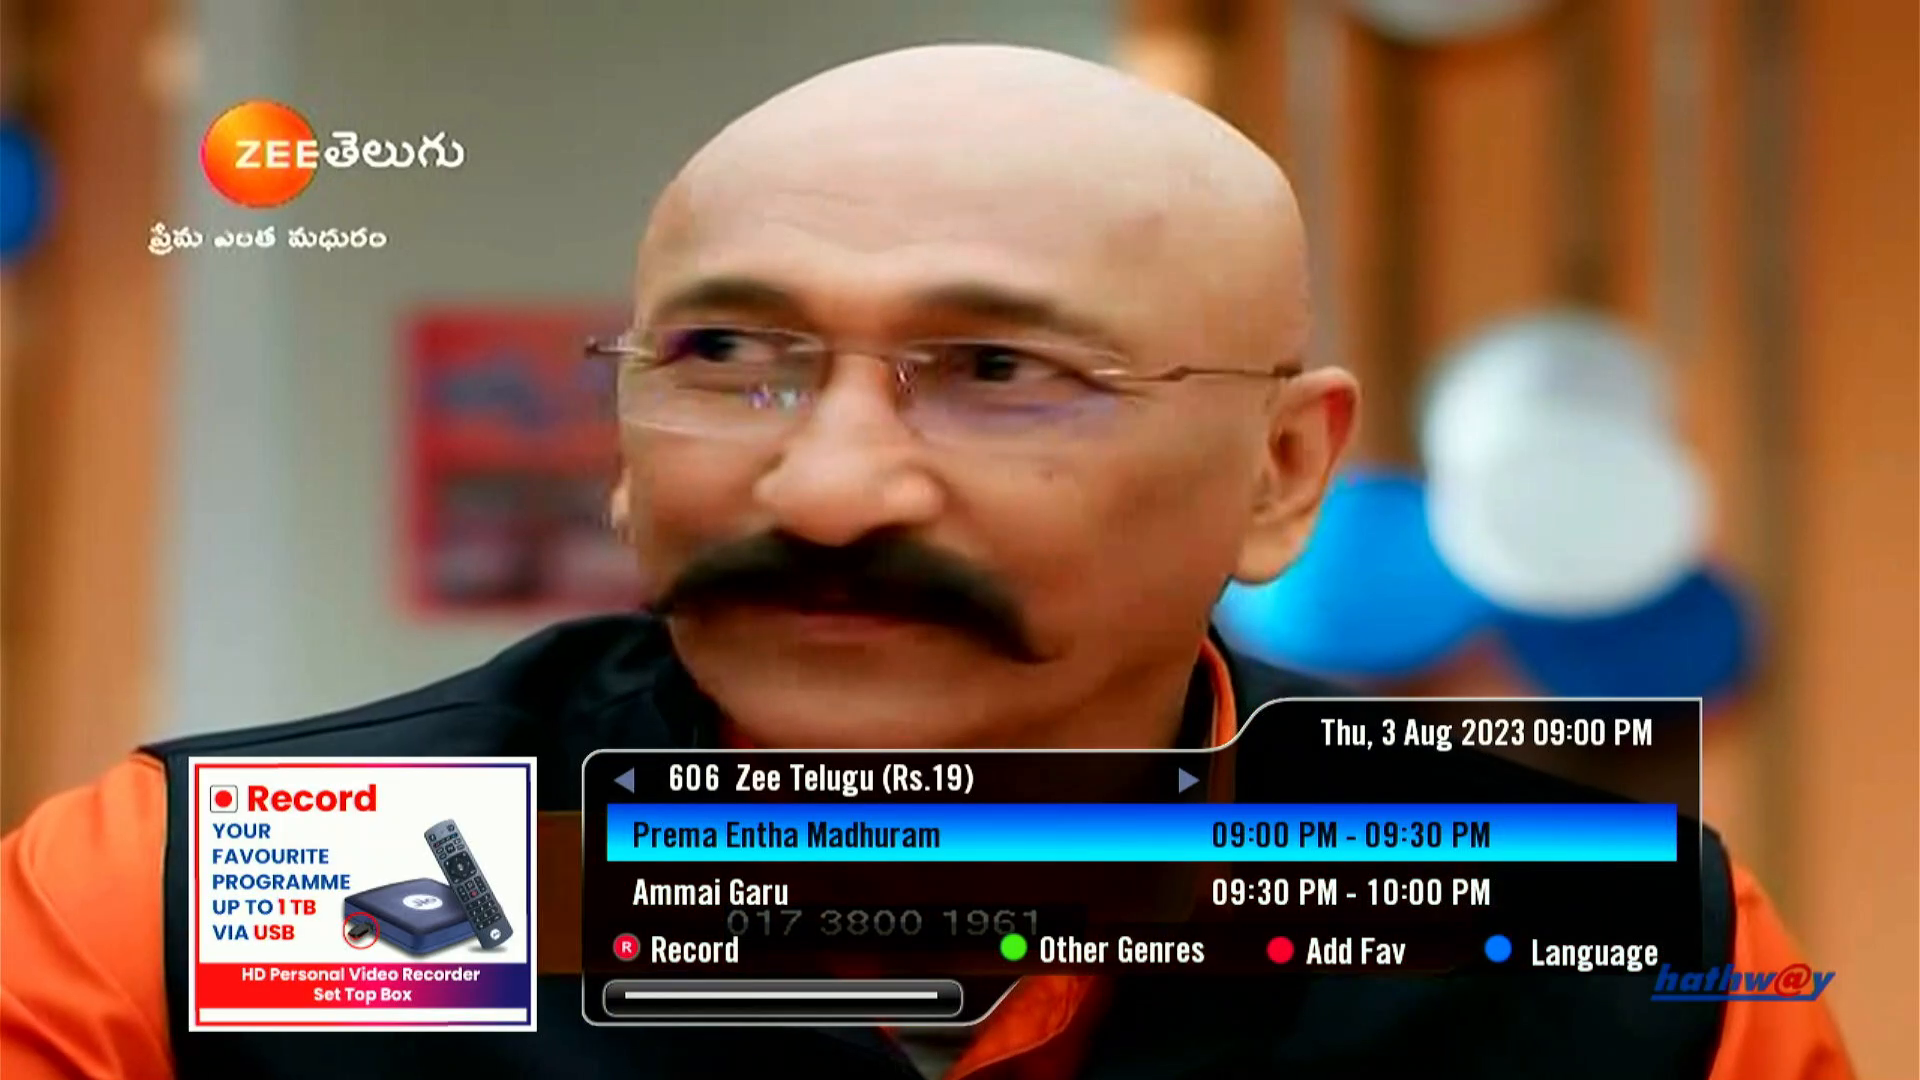 ZEEతెలుగు
ప్రేమ ఎంత మధురం
Thu, 3 Aug 2023 09:00 PM
606 Zee Telugu (Rs.19)
Prema Entha Madhuram 09:00 PM - 09:30 PM
Ammai Garu 09:30 PM - 10:00 PM
017 3800 1961
R Record Other Genres Add Fav Language
hathw@y
Record
YOUR
FAVOURITE
PROGRAMME
UP TO 1 TB
VIA USB
Jio
HD Personal Video Recorder
Set Top Box